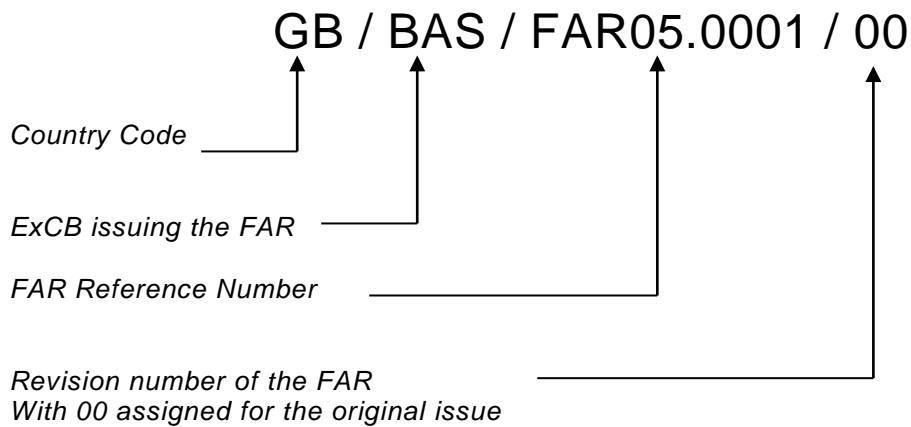 GB / BAS / FAR05.0001 / 00
Country Code
ExCB issuing the FAR
FAR Reference Number
Revision number of the FAR
With 00 assigned for the original issue